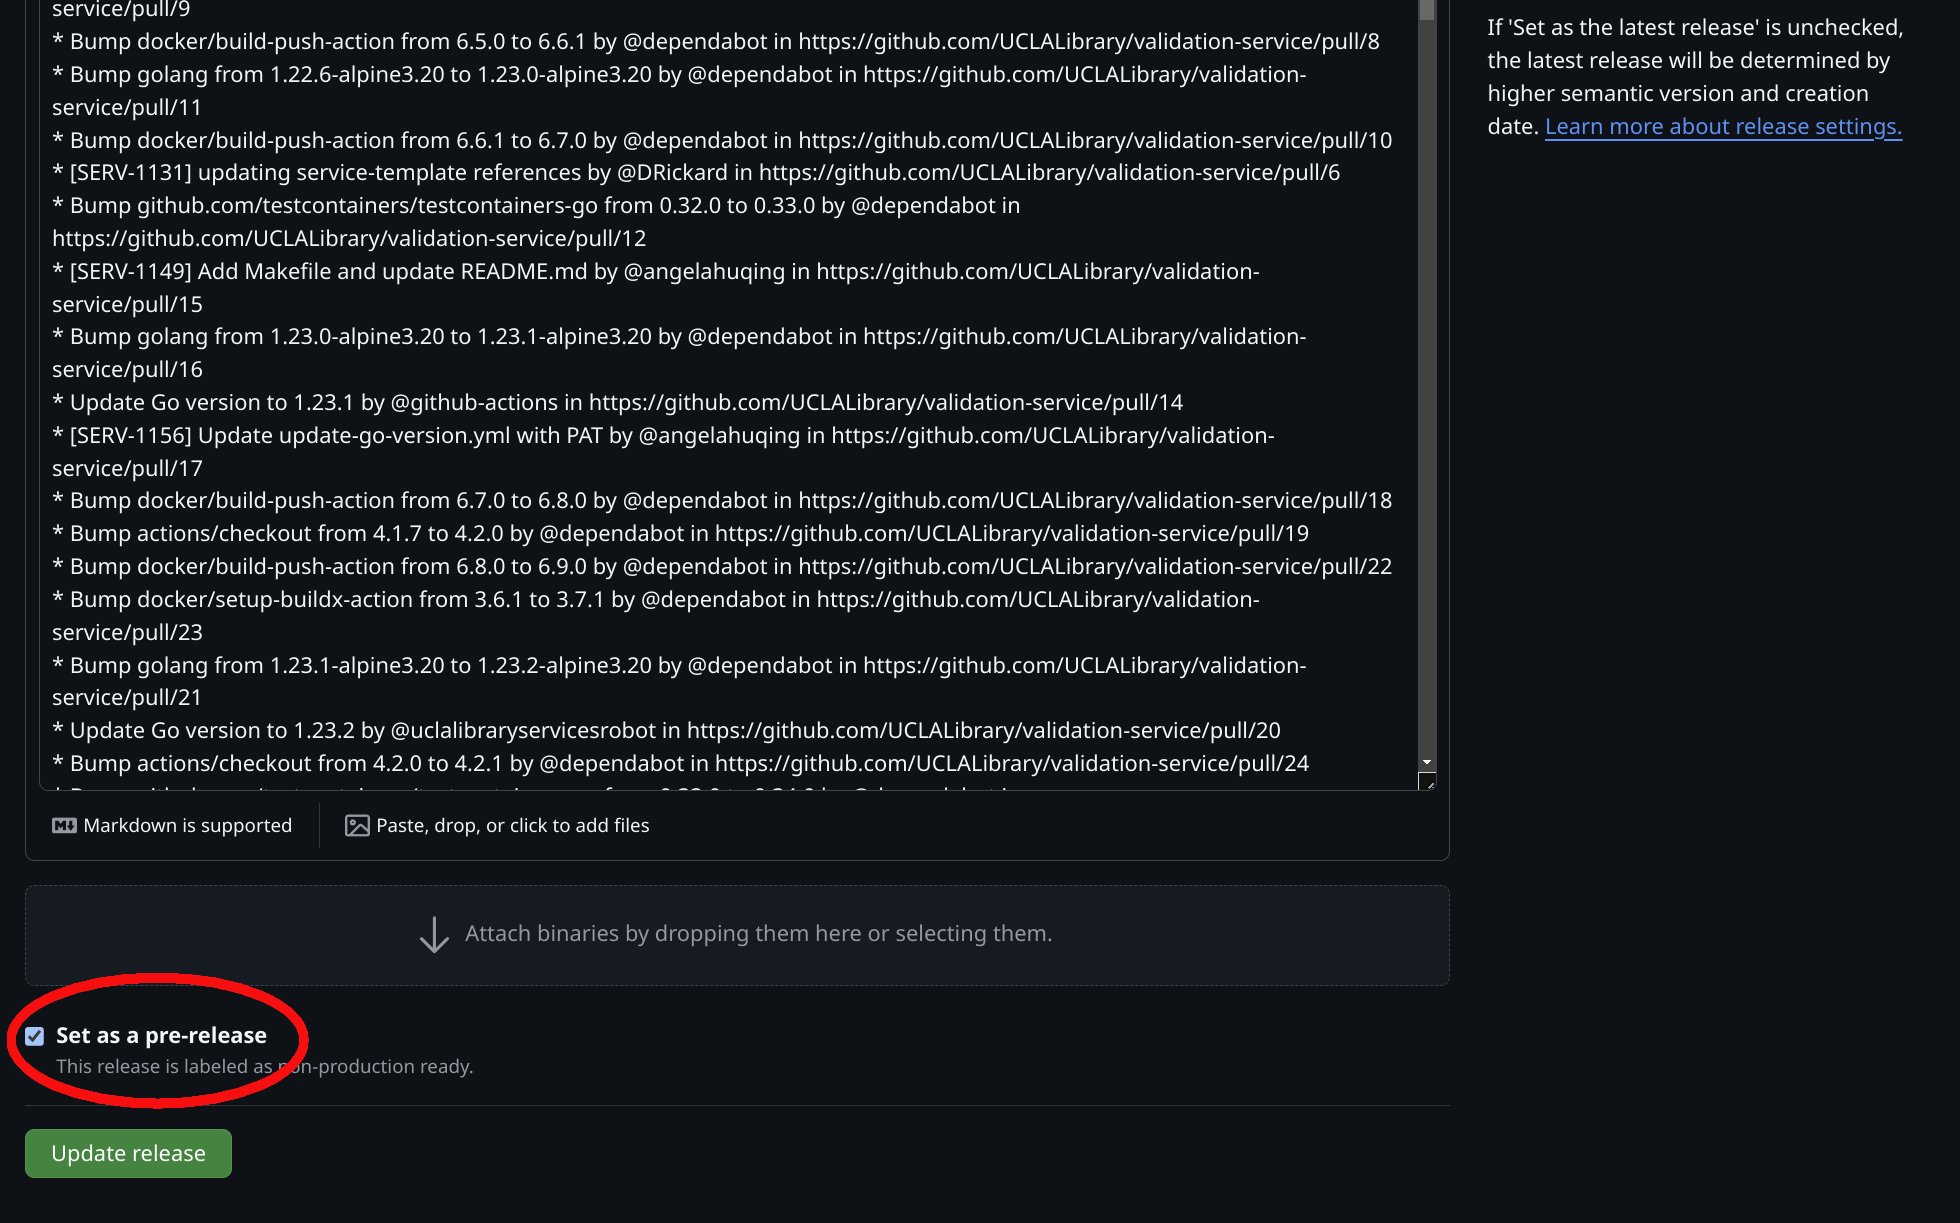 service/pull/9
* Bump docker/build-push-action from 6.5.0 to 6.6.1 by @dependabot in https://github.com/UCLALibrary/validation-service/pull/8
* Bump golang from 1.22.6-alpine3.20 to 1.23.0-alpine3.20 by @dependabot in https://github.com/UCLALibrary/validation-
service/pull/11
* Bump docker/build-push-action from 6.6.1 to 6.7.0 by @dependabot in https://github.com/UCLALibrary/validation-service/pull/10
* [SERV-1131] updating service-template references by @DRickard in https://github.com/UCLALibrary/validation-service/pull/6
* Bump github.com/testcontainers/testcontainers-go from 0.32.0 to 0.33.0 by @dependabot in
https://github.com/UCLALibrary/validation-service/pull/12
* [SERV-1149] Add Makefile and update README.md by @angelahuqing in https://github.com/UCLALibrary/validation-
service/pull/15
* Bump golang from 1.23.0-alpine3.20 to 1.23.1-alpine3.20 by @dependabot in https://github.com/UCLALibrary/validation-
service/pull/16
* Update Go version to 1.23.1 by @github-actions in https://github.com/UCLALibrary/validation-service/pull/14
* [SERV-1156] Update update-go-version.yml with PAT by @angelahuqing in https://github.com/UCLALibrary/validation-
service/pull/17
* Bump docker/build-push-action from 6.7.0 to 6.8.0 by @dependabot in https://github.com/UCLALibrary/validation-service/pull/18
* Bump actions/checkout from 4.1.7 to 4.2.0 by @dependabot in https://github.com/UCLALibrary/validation-service/pull/19
* Bump docker/build-push-action from 6.8.0 to 6.9.0 by @dependabot in https://github.com/UCLALibrary/validation-service/pull/22
* Bump docker/setup-buildx-action from 3.6.1 to 3.7.1 by @dependabot in https://github.com/UCLALibrary/validation-
service/pull/23
* Bump golang from 1.23.1-alpine3.20 to 1.23.2-alpine3.20 by @dependabot in https://github.com/UCLALibrary/validation-
service/pull/21
* Update Go version to 1.23.2 by @uclalibraryservicesrobot in https://github.com/UCLALibrary/validation-service/pull/20
* Bump actions/checkout from 4.2.0 to 4.2.1 by @dependabot in https://github.com/UCLALibrary/validation-service/pull/24
Markdown is supported
Paste, drop, or click to add files
Attach binaries by dropping them here or selecting them.
Set as a pre-release
This release is labeled as non-production ready.
Update release
If 'Set as the latest release' is unchecked,
the latest release will be determined by
higher semantic version and creation
date. Learn more about release settings.